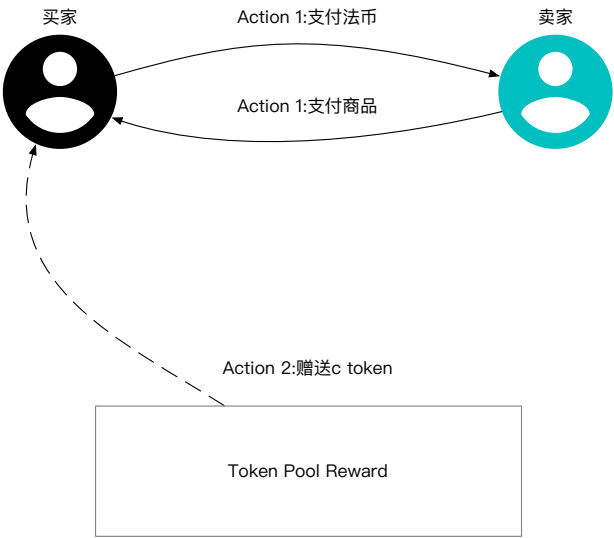 买家
Action 1:支付法币
卖家
Action 1:支付商品
Action 2:赠送c token
Token Pool Reward